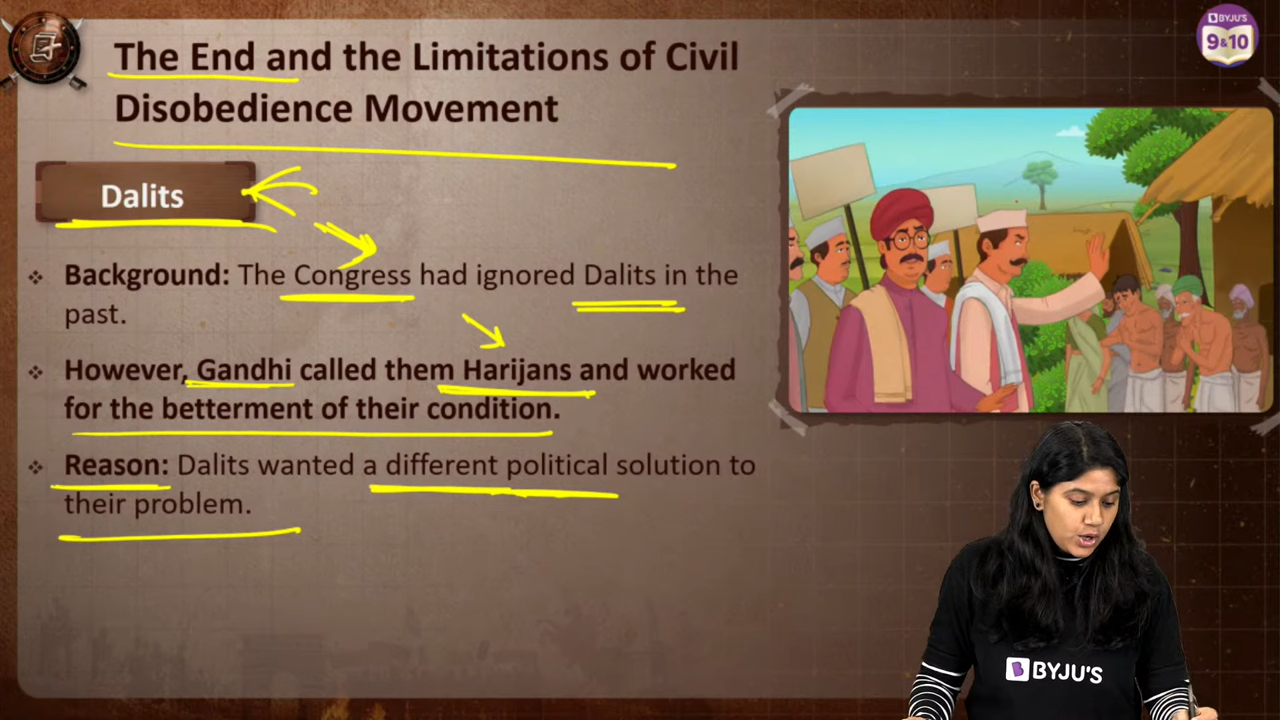 The End and the Limitations of Civil
Disobedience Movement
BYJU'S
9&10
Dalits
❖ Background: The Congress had ignored Dalits in the
past.
❖ However, Gandhi called them Harijans and worked
for the betterment of their condition.
❖ Reason: Dalits wanted a different political solution to
their problem.
BYJU'S